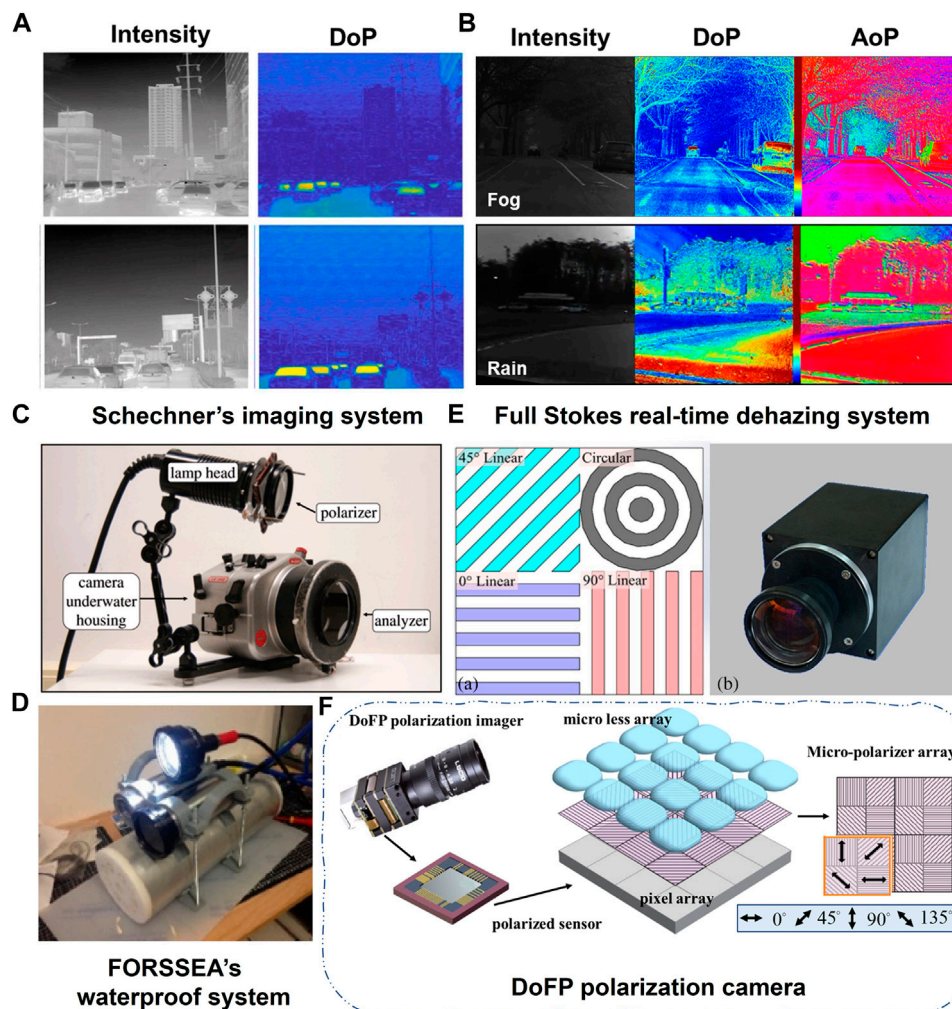 A
Intensity
DoP
B
Intensity
DoP
AoP
Fog
Rain
C
Schechner's imaging system
lamp head
polarizer
camera
underwater
housing
analyzer
E
Full Stokes real-time dehazing system
45° Linear
Circular
0° Linear
90° Linear
(a)
(b)
D
FORSSEA's
waterproof system
F
DoFP polarization imager
micro less array
Micro-polarizer array
pixel array
polarized sensor
0° 45° 90° 135°
DoFP polarization camera